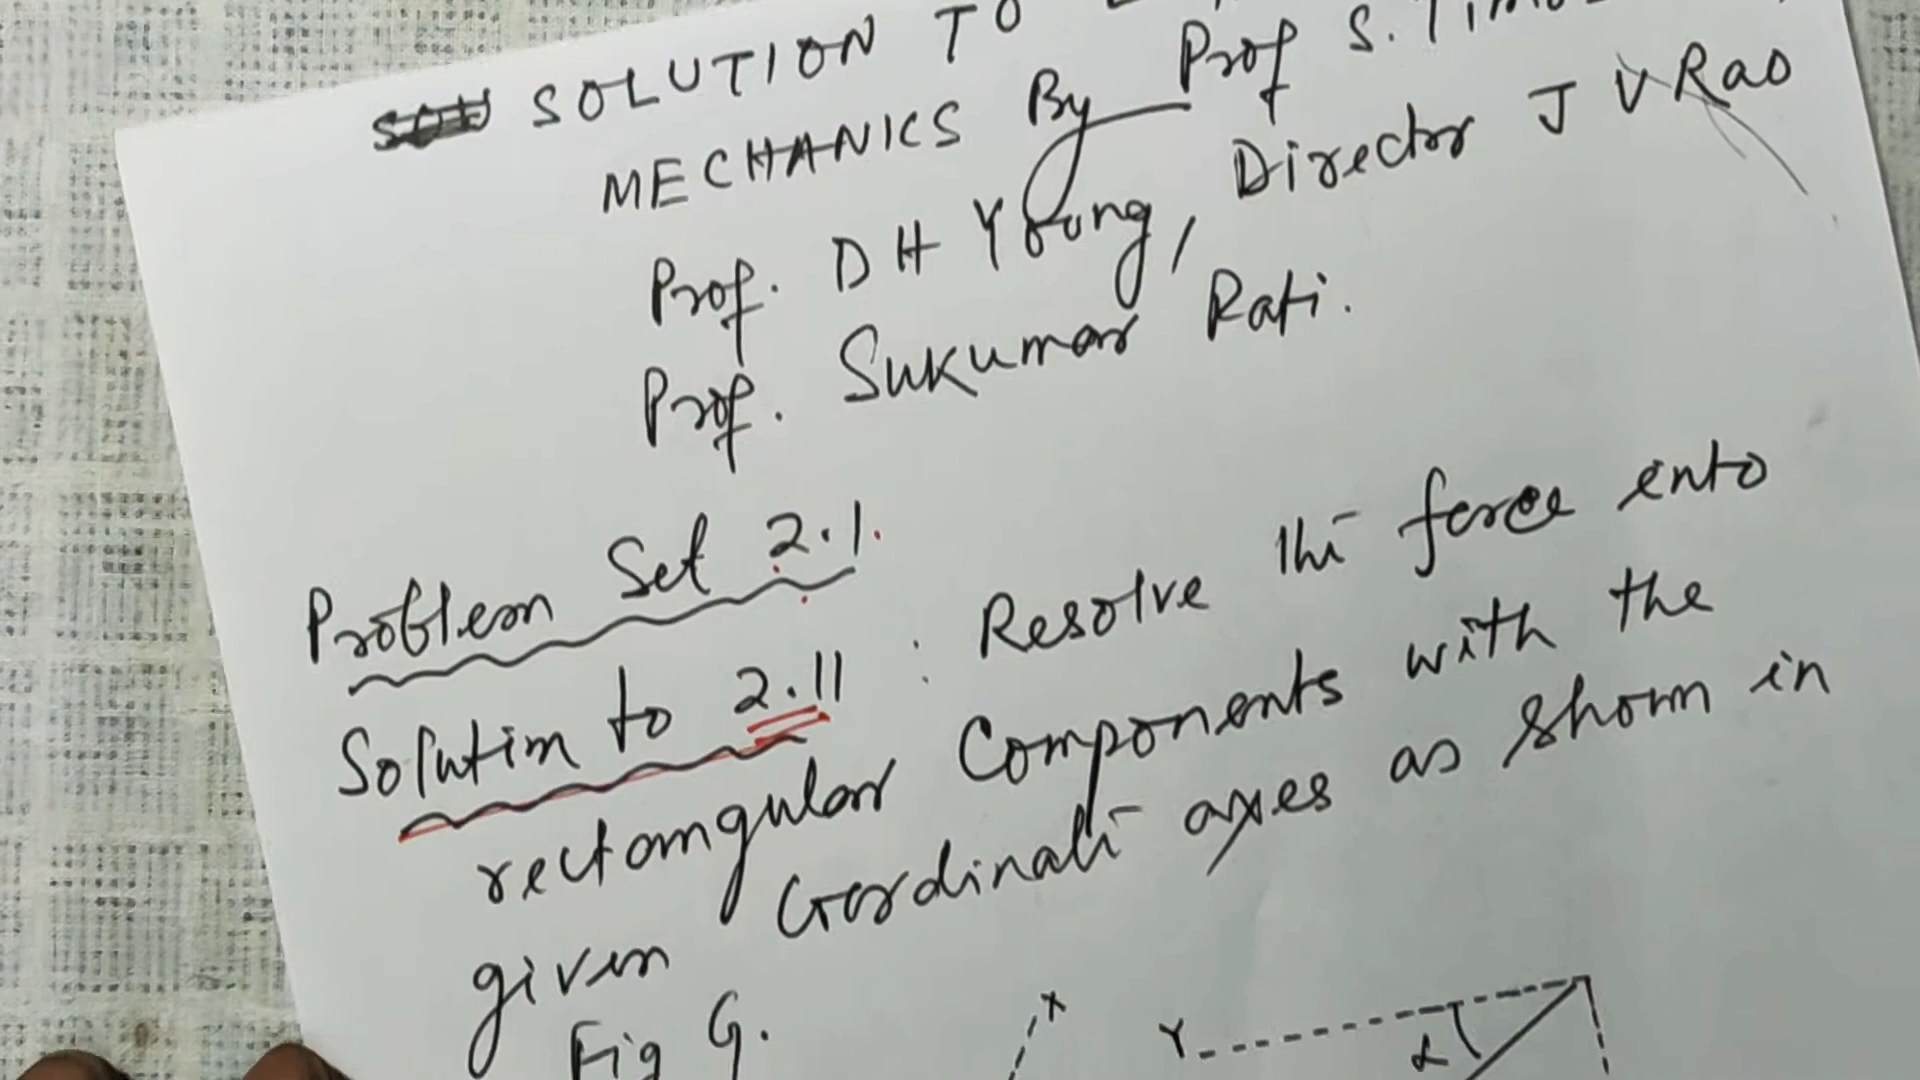 SOLUTION TO
MECHANICS By Prof S.
Prof. D H Young, Director J V Rao
Prof. Sukumar Pati.
Problem Set 2.1.
Solution to 2.11 : Resolve the force into
rectangular Components with the
given Coordinate axes as shown in
Fig G.
X
Y
α